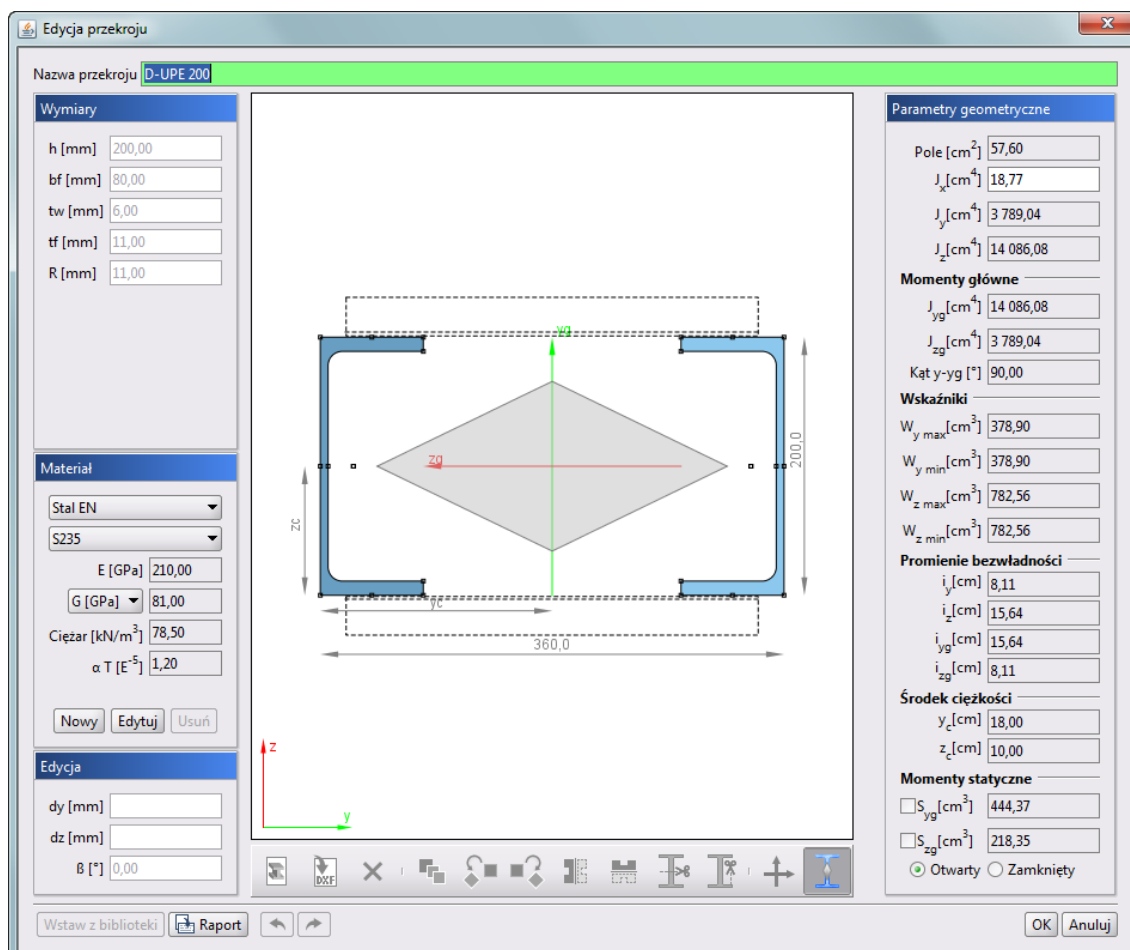 Edycja przekroju
Nazwa przekroju D-UPE 200
Wymiary
h [mm] 200,00
bf [mm] 80,00
tw [mm] 6,00
tf [mm] 11,00
R [mm] 11,00
Materiał
Stal EN
S235
E [GPa] 210,00
G [GPa] 81,00
Ciężar [kN/m³] 78,50
α T [E⁻⁵] 1,20
Nowy Edytuj Usuń
Edycja
dy [mm]
dz [mm]
ß [°] 0,00
yg
zg
zc
yc
200,0
360,0
z
y
DXF
Parametry geometryczne
Pole [cm²] 57,60
Jx[cm⁴] 18,77
Jy[cm⁴] 3 789,04
Jz[cm⁴] 14 086,08
Momenty główne
Jyg[cm⁴] 14 086,08
Jzg[cm⁴] 3 789,04
Kąt y-yg [°] 90,00
Wskaźniki
Wy max[cm³] 378,90
Wy min[cm³] 378,90
Wz max[cm³] 782,56
Wz min[cm³] 782,56
Promienie bezwładności
iy[cm] 8,11
iz[cm] 15,64
iyg[cm] 15,64
izg[cm] 8,11
Środek ciężkości
yc[cm] 18,00
zc[cm] 10,00
Momenty statyczne
Syg[cm³] 444,37
Szg[cm³] 218,35
Otwarty Zamknięty
Wstaw z biblioteki Raport
OK Anuluj